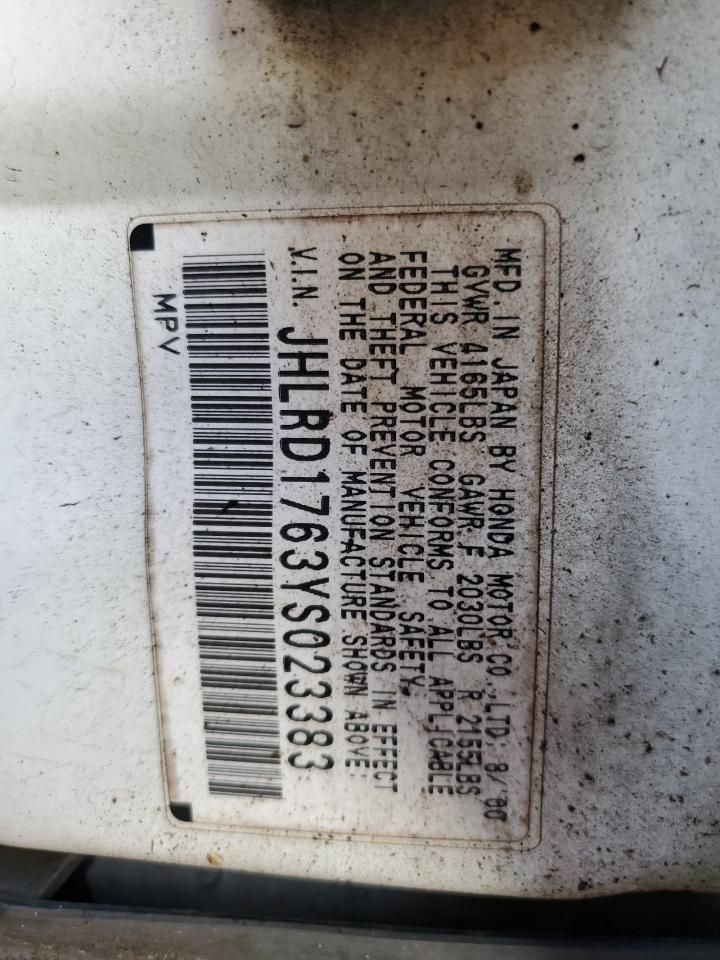 MFD. IN JAPAN BY HONDA MOTOR CO.,LTD; 8/'00
GVWR 4165LBS GAWR F 2030LBS R 2155LBS
THIS VEHICLE CONFORMS TO ALL APPLICABLE
FEDERAL MOTOR VEHICLE SAFETY,
AND THEFT PREVENTION STANDARDS IN EFFECT
ON THE DATE OF MANUFACTURE SHOWN ABOVE:
V.I.N. JHLRD1763YS023383
MPV